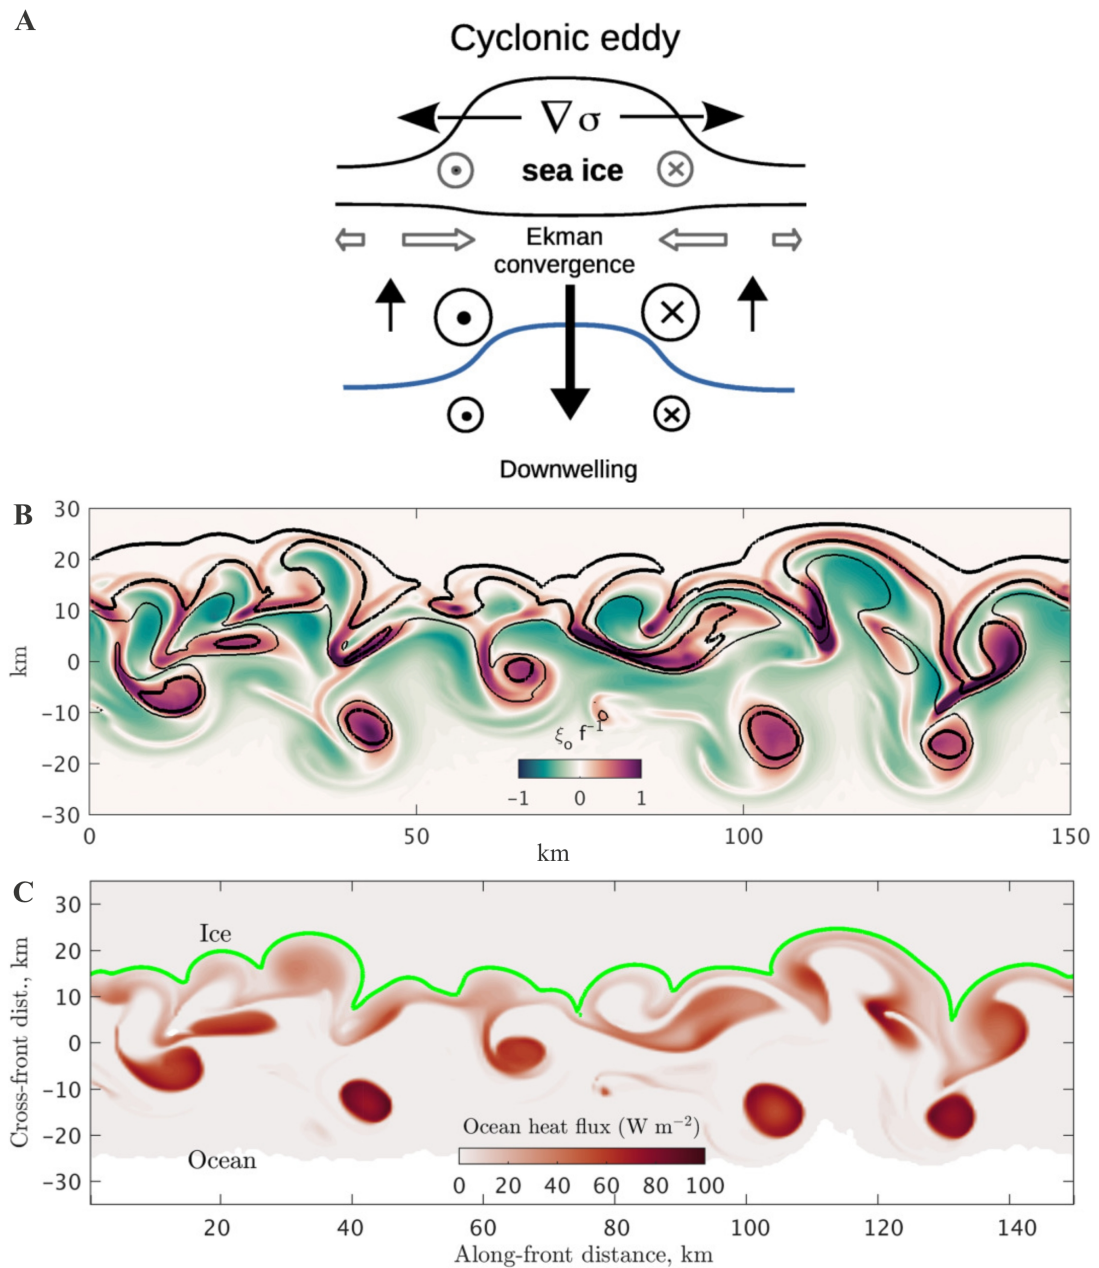 A
Cyclonic eddy
∇σ
sea ice
Ekman
convergence
Downwelling
B
30
20
10
0
-10
-20
-30
km
ξo f-1
-1 0 1
0 50 100 150
km
C
30
20
10
0
-10
-20
-30
Cross-front dist., km
Ice
Ocean
Ocean heat flux (W m−2)
0 20 40 60 80 100
20 40 60 80 100 120 140
Along-front distance, km